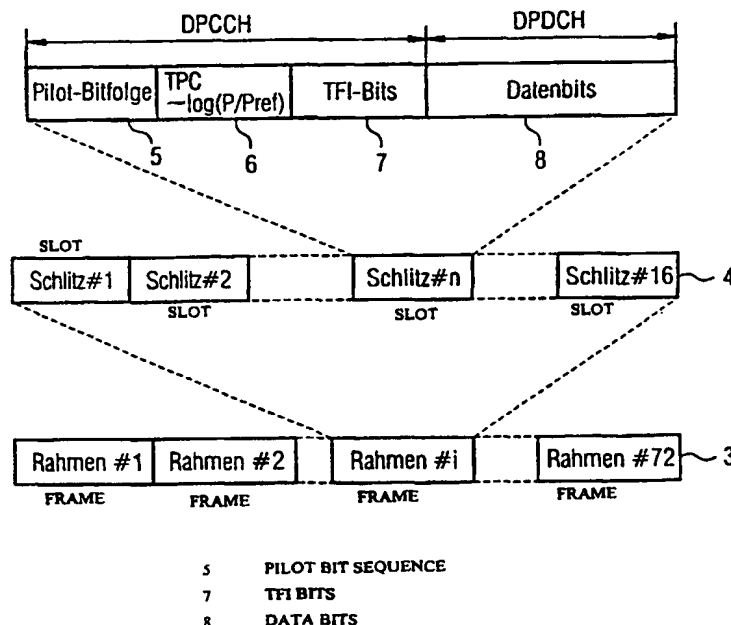 DPCCH DPDCH
Pilot-Bitfolge TPC ~log(P/Pref) TFI-Bits Datenbits
5 6 7 8
SLOT
Schlitz#1 Schlitz#2 Schlitz#n Schlitz#16 4
SLOT SLOT SLOT
Rahmen #1 Rahmen #2 Rahmen #i Rahmen #72 3
FRAME FRAME FRAME FRAME
5 PILOT BIT SEQUENCE
7 TFI BITS
8 DATA BITS